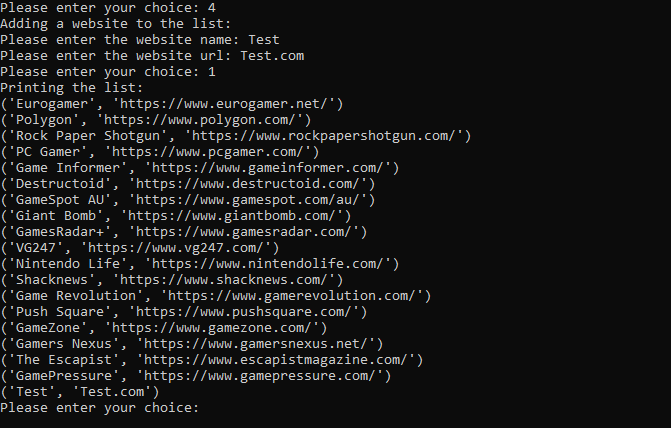 Please enter your choice: 4
Adding a website to the list:
Please enter the website name: Test
Please enter the website url: Test.com
Please enter your choice: 1
Printing the list:
('Eurogamer', 'https://www.eurogamer.net/')
('Polygon', 'https://www.polygon.com/')
('Rock Paper Shotgun', 'https://www.rockpapershotgun.com/')
('PC Gamer', 'https://www.pcgamer.com/')
('Game Informer', 'https://www.gameinformer.com/')
('Destructoid', 'https://www.destructoid.com/')
('GameSpot AU', 'https://www.gamespot.com/au/')
('Giant Bomb', 'https://www.giantbomb.com/')
('GamesRadar+', 'https://www.gamesradar.com/')
('VG247', 'https://www.vg247.com/')
('Nintendo Life', 'https://www.nintendolife.com/')
('Shacknews', 'https://www.shacknews.com/')
('Game Revolution', 'https://www.gamerevolution.com/')
('Push Square', 'https://www.pushsquare.com/')
('GameZone', 'https://www.gamezone.com/')
('Gamers Nexus', 'https://www.gamersnexus.net/')
('The Escapist', 'https://www.escapistmagazine.com/')
('GamePressure', 'https://www.gamepressure.com/')
('Test', 'Test.com')
Please enter your choice: